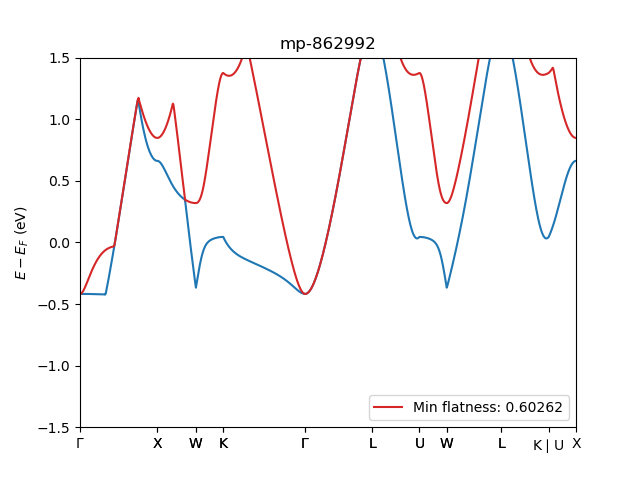 mp-862992
E − E_F (eV)
1.5
1.0
0.5
0.0
−0.5
−1.0
−1.5
Min flatness: 0.60262
Γ X W K Γ L U W L K | U X